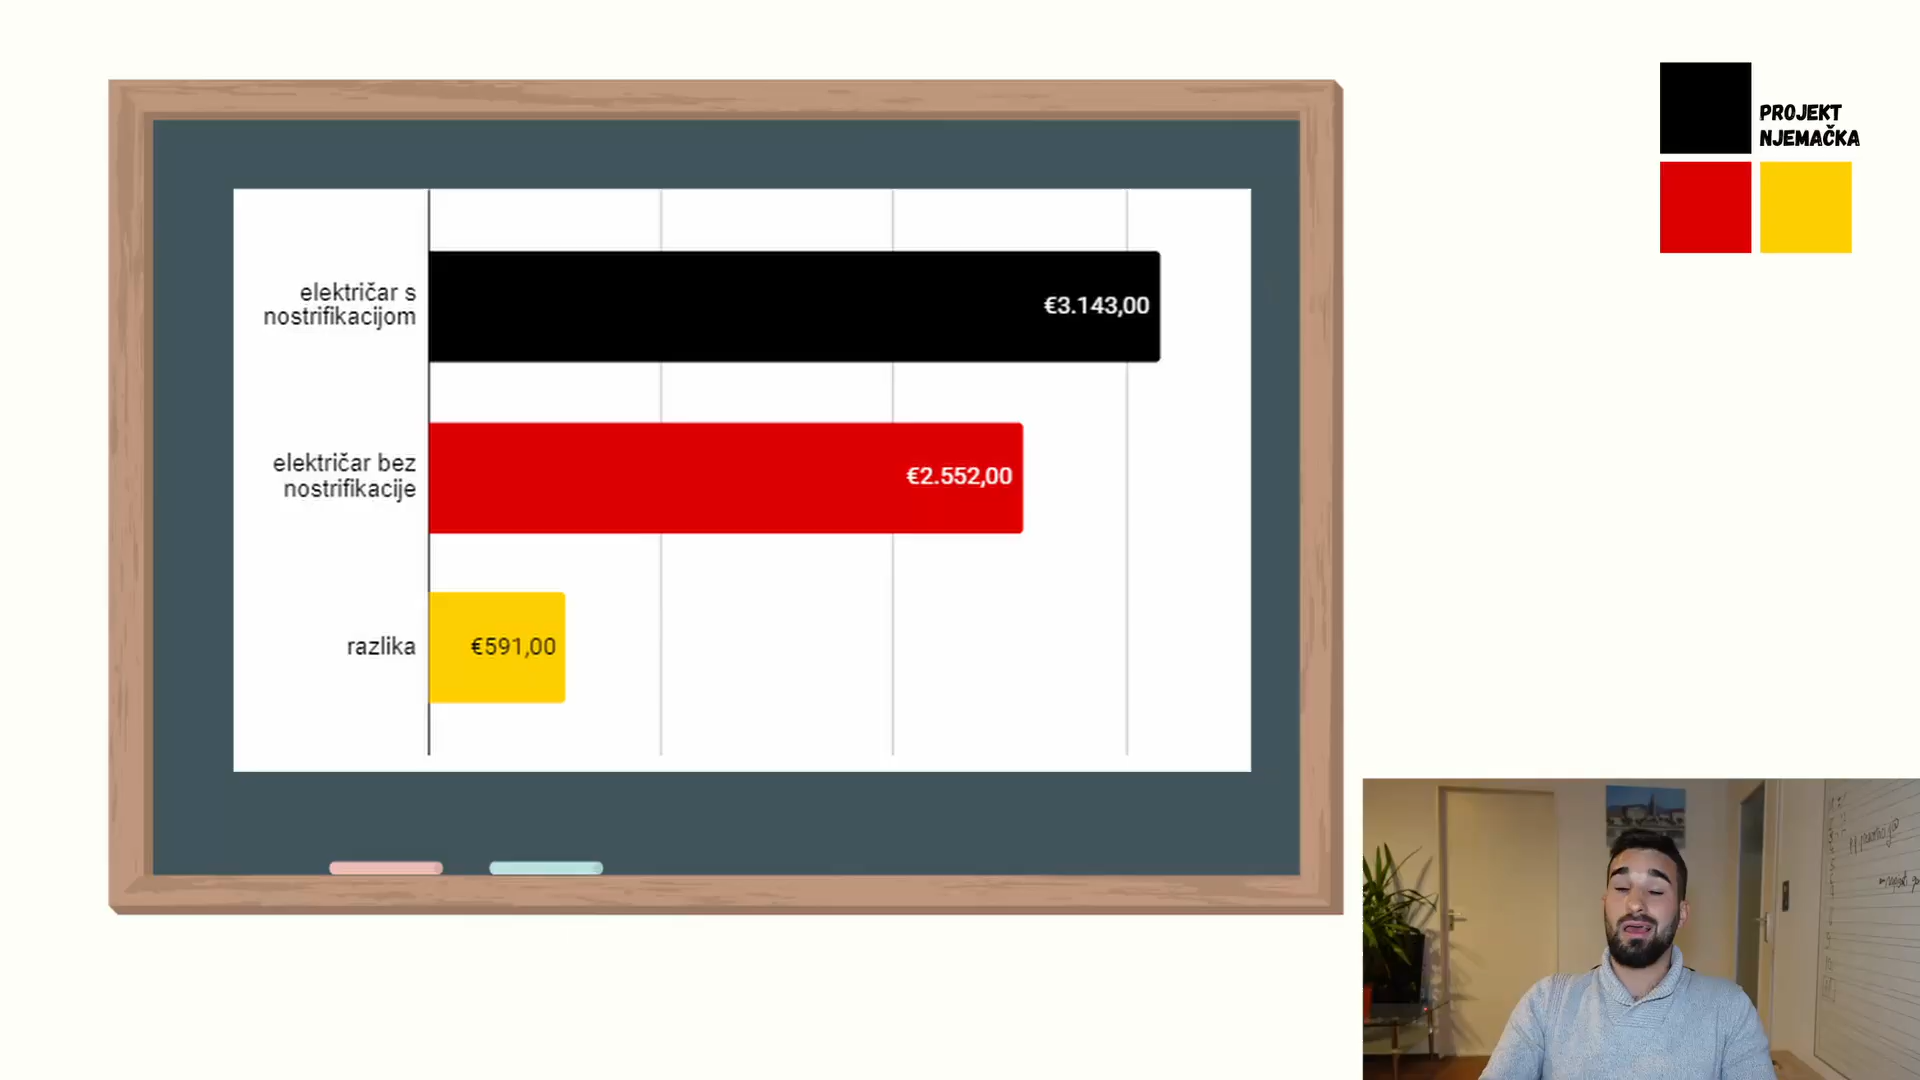 PROJEKT
NJEMAČKA
električar s
nostrifikacijom
€3.143,00
električar bez
nostrifikacije
€2.552,00
razlika
€591,00